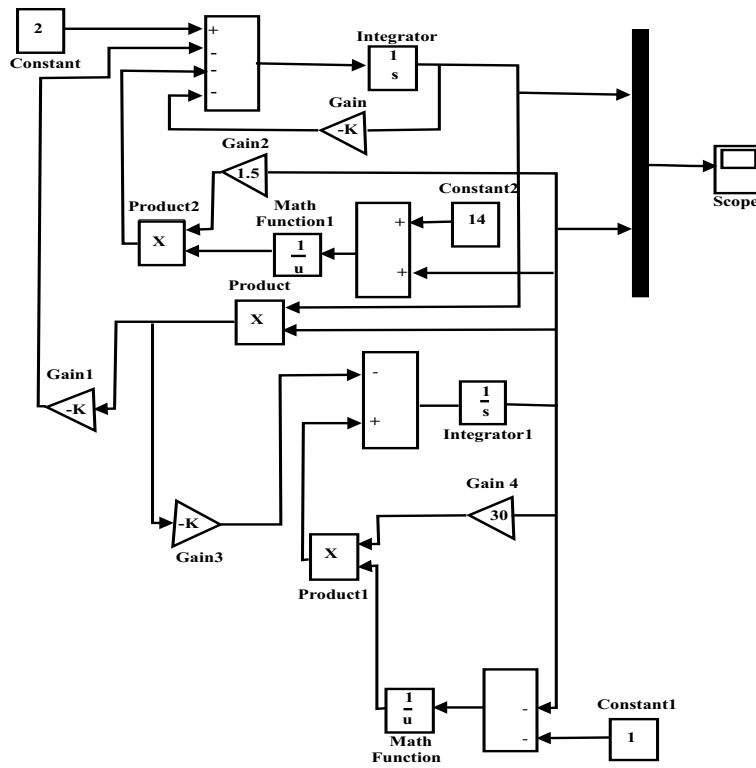 2
Constant
+
-
-
-
Integrator
1
s
Gain
-K
Gain2
1.5
Scope
Constant2
14
Product2
X
Math
Function1
1
u
+
+
Product
X
Gain1
-K
-
+
1
s
Integrator1
Gain 4
30
-K
Gain3
X
Product1
1
u
Math
Function
-
-
Constant1
1